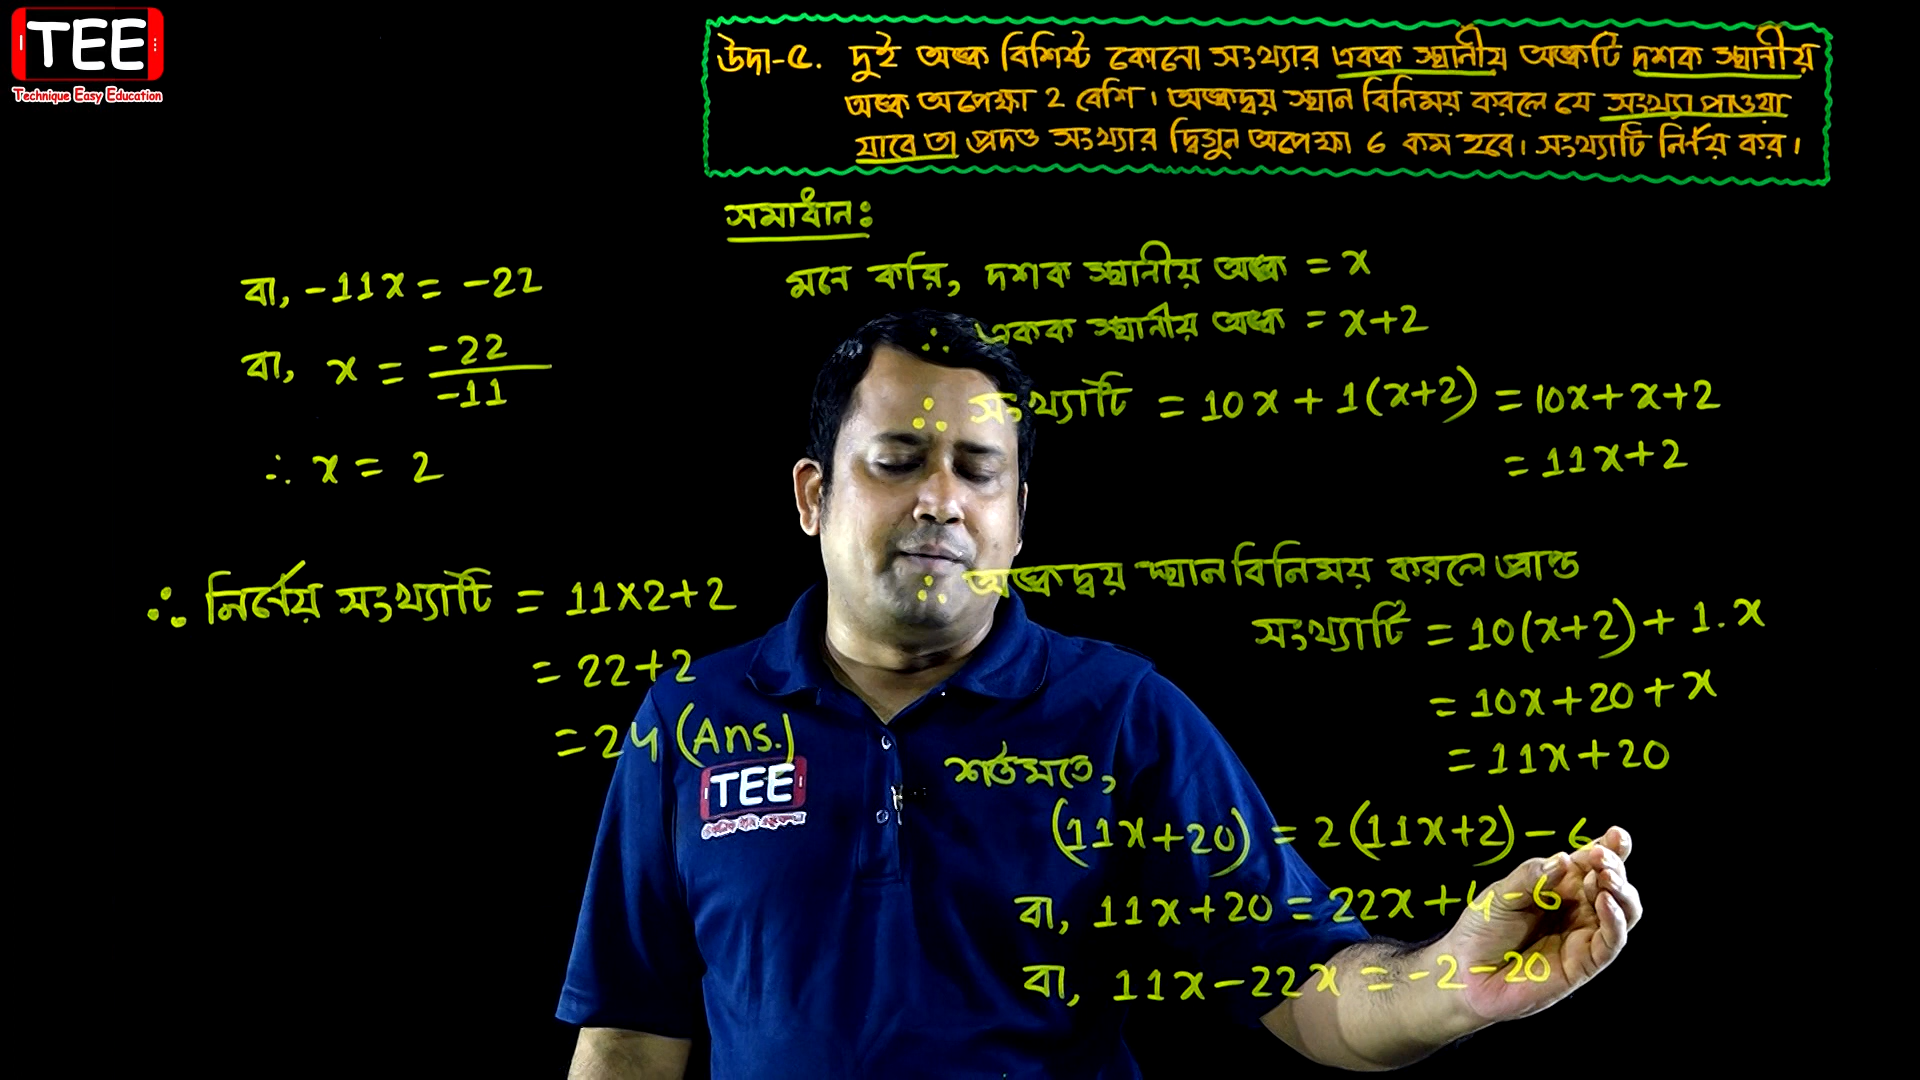 TEE
Technique Easy Education
উদা-৫. দুই অঙ্ক বিশিষ্ট কোনো সংখ্যার একক স্থানীয় অঙ্কটি দশক স্থানীয়
অঙ্ক অপেক্ষা 2 বেশি। অঙ্কদ্বয় স্থান বিনিময় করলে যে সংখ্যা পাওয়া
যাবে তা প্রদত্ত সংখ্যার দ্বিগুন অপেক্ষা 6 কম হবে। সংখ্যাটি নির্ণয় কর।
সমাধান:
মনে করি, দশক স্থানীয় অঙ্ক = x
∴ একক স্থানীয় অঙ্ক = x+2
∴ সংখ্যাটি = 10x + 1(x+2) = 10x+x+2
= 11x+2
∴ অঙ্কদ্বয় স্থান বিনিময় করলে প্রাপ্ত
সংখ্যাটি = 10(x+2)+1.x
= 10x+20+x
= 11x+20
শর্তমতে,
(11x+20) = 2(11x+2)-6
বা, 11x+20 = 22x+4-6
বা, 11x-22x = -2-20
বা, -11x = -22
বা, x = -22/-11
∴ x = 2
∴ নির্ণেয় সংখ্যাটি = 11x2+2
= 22+2
= 24 (Ans.)
TEE